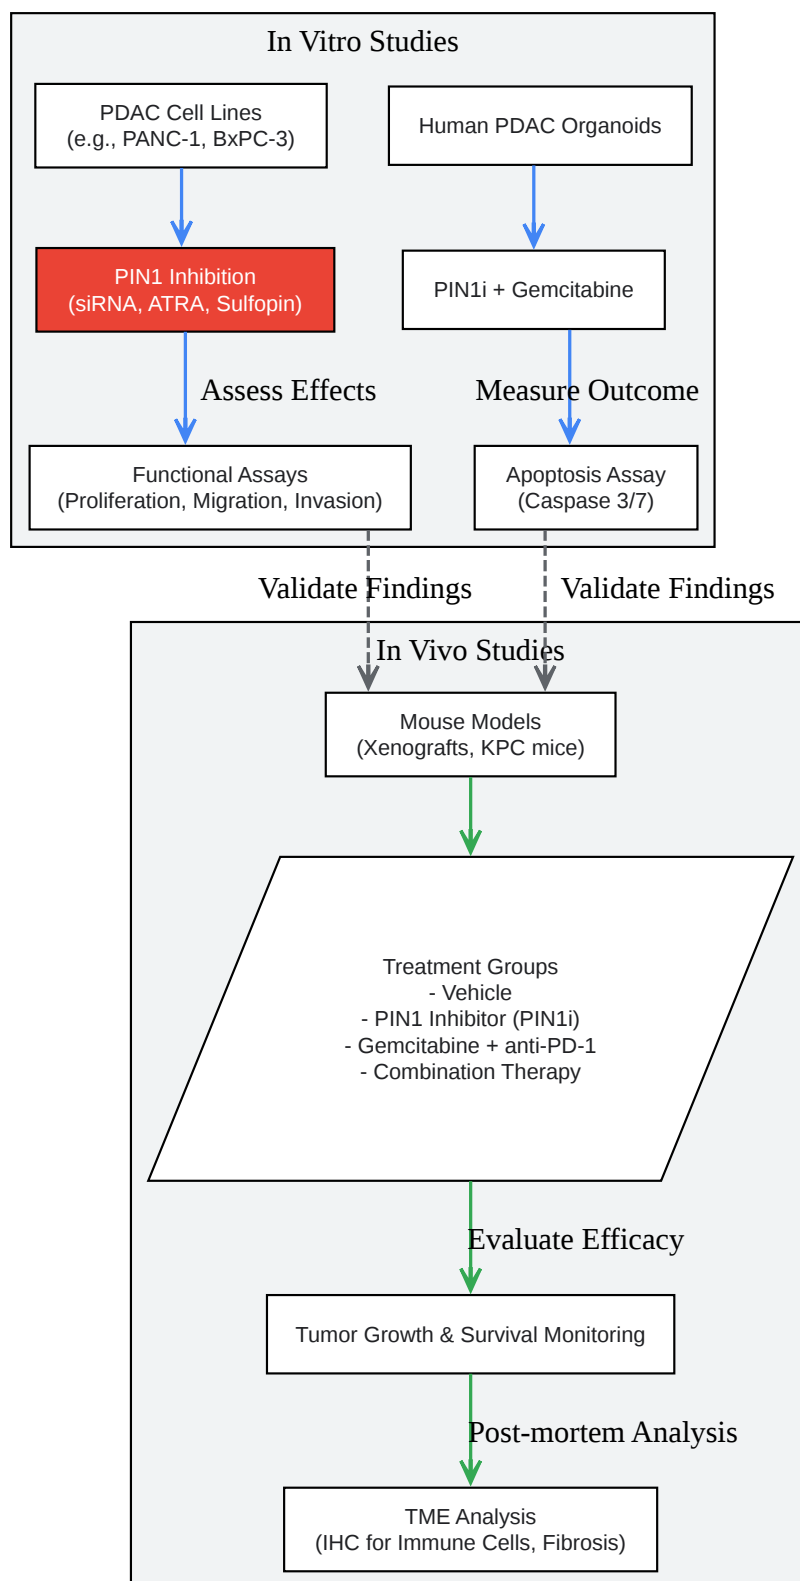 In Vitro Studies
PDAC Cell Lines
(e.g., PANC-1, BxPC-3)
Human PDAC Organoids
PIN1 Inhibition
(siRNA, ATRA, Sulfopin)
PIN1i + Gemcitabine
Assess Effects
Measure Outcome
Functional Assays
(Proliferation, Migration, Invasion)
Apoptosis Assay
(Caspase 3/7)
Validate Findings
Validate Findings
In Vivo Studies
Mouse Models
(Xenografts, KPC mice)
Treatment Groups
- Vehicle
- PIN1 Inhibitor (PIN1i)
- Gemcitabine + anti-PD-1
- Combination Therapy
Evaluate Efficacy
Tumor Growth & Survival Monitoring
Post-mortem Analysis
TME Analysis
(IHC for Immune Cells, Fibrosis)